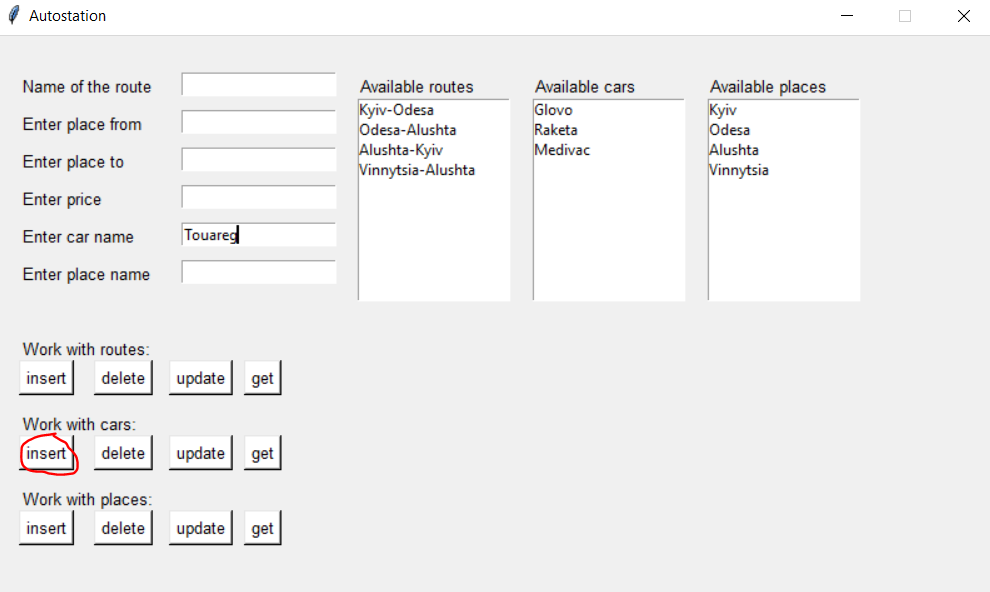 Autostation
Name of the route
Enter place from
Enter place to
Enter price
Enter car name
Touareg
Enter place name
Available routes
Kyiv-Odesa
Odesa-Alushta
Alushta-Kyiv
Vinnytsia-Alushta
Available cars
Glovo
Raketa
Medivac
Available places
Kyiv
Odesa
Alushta
Vinnytsia
Work with routes:
insert delete update get
Work with cars:
insert delete update get
Work with places:
insert delete update get